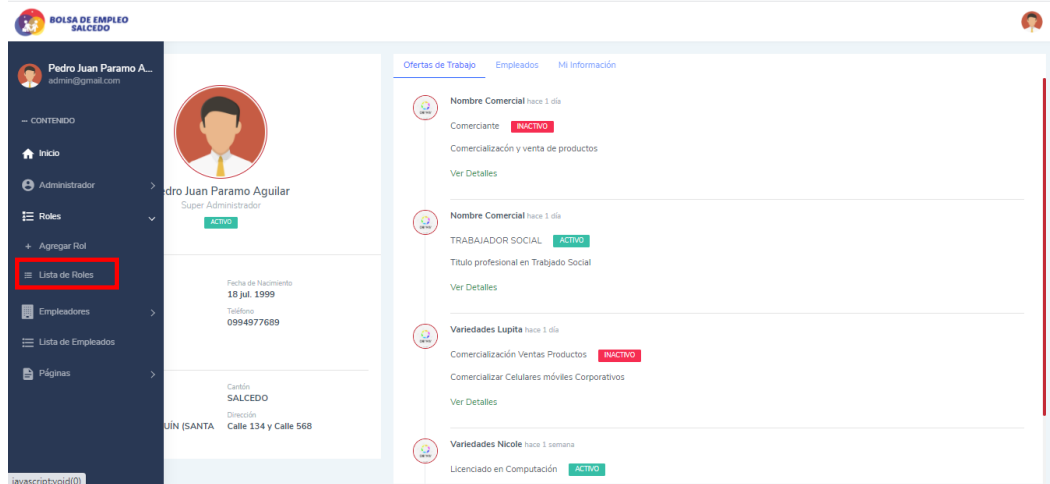 BOLSA DE EMPLEO
SALCEDO
Pedro Juan Paramo A...
admin@gmail.com
-- CONTENIDO
Inicio
Administrador
Roles
+ Agregar Rol
Lista de Roles
Empleadores
Lista de Empleados
Páginas
javascript:void(0)
edro Juan Paramo Aguilar
Super Administrador
ACTIVO
Fecha de Nacimiento
18 jul. 1999
Teléfono
0994977689
Cantón
SALCEDO
Dirección
UÍN (SANTA Calle 134 y Calle 568
Ofertas de Trabajo Empleados Mi Información
Nombre Comercial hace 1 día
Comerciante INACTIVO
Comercializacón y venta de productos
Ver Detalles
Nombre Comercial hace 1 día
TRABAJADOR SOCIAL ACTIVO
Titulo profesional en Trabjado Social
Ver Detalles
Variedades Lupita hace 1 día
Comercialización Ventas Productos INACTIVO
Comercializar Celulares móviles Corporativos
Ver Detalles
Variedades Nicole hace 1 semana
Licenciado en Computación ACTIVO